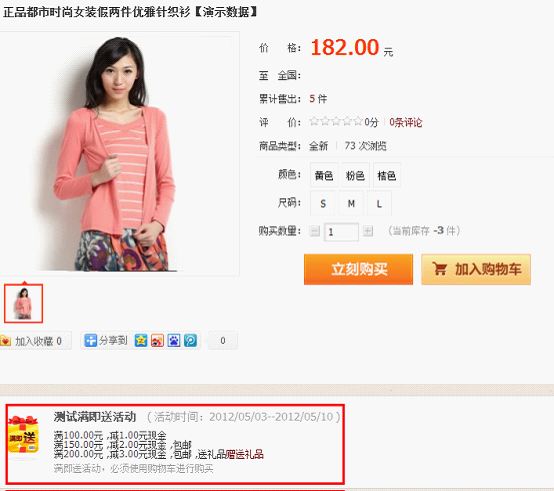 正品都市时尚女装假两件优雅针织衫【演示数据】
价 格: 182.00 元
至 全国:
累计售出: 5 件
评 价: 0分 0条评论
商品类型: 全新 73 次浏览
颜色: 黄色 粉色 桔色
尺码: S M L
购买数量: 1 (当前库存 -3 件)
立刻购买 加入购物车
加入收藏 0 分享到 0
测试满即送活动 (活动时间: 2012/05/03--2012/05/10)
满即送
满100.00元 ,减1.00元现金
满150.00元 ,减2.00元现金 ,包邮
满200.00元 ,减3.00元现金 ,包邮 ,送礼品赠送礼品
满即送活动: 必须使用购物车进行购买